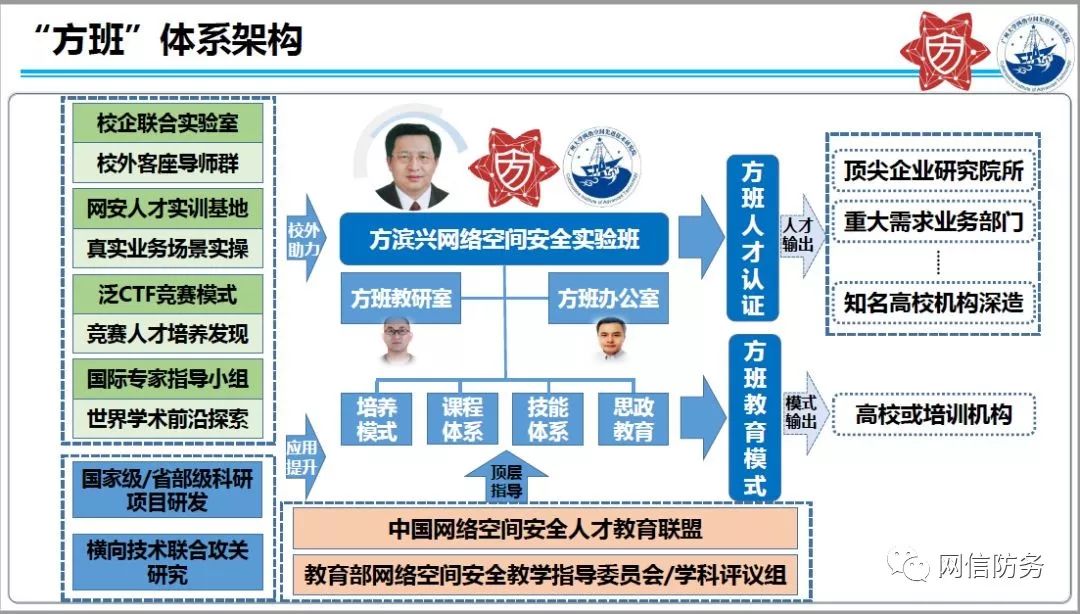 “方班”体系架构
校企联合实验室
校外客座导师群
网安人才实训基地
真实业务场景实操
泛CTF竞赛模式
竞赛人才培养发现
国际专家指导小组
世界学术前沿探索
国家级/省部级科研
项目研发
横向技术联合攻关
研究
校外
助力
应用
提升
方
方
方滨兴网络空间安全实验班
方班教研室
方班办公室
培养
模式
课程
体系
技能
体系
思政
教育
顶层
指导
中国网络空间安全人才教育联盟
教育部网络空间安全教学指导委员会/学科评议组
方班人才认证
方班教育模式
人才
输出
模式
输出
顶尖企业研究院所
重大需求业务部门
知名高校机构深造
高校或培训机构
网信防务